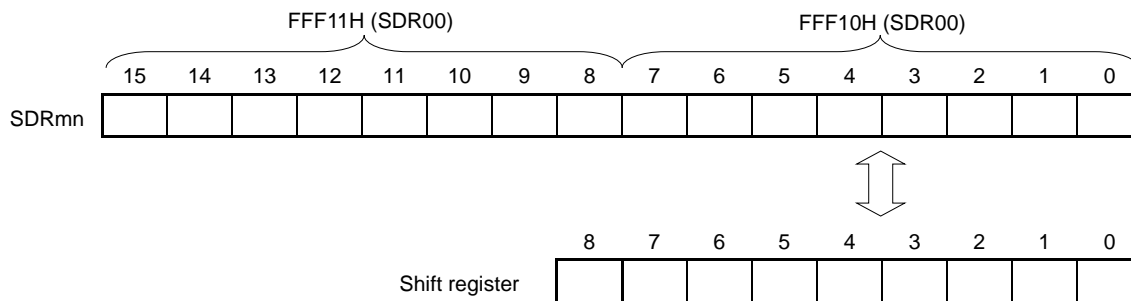 FFF11H (SDR00) FFF10H (SDR00)
15 14 13 12 11 10 9 8 7 6 5 4 3 2 1 0
SDRmn
8 7 6 5 4 3 2 1 0
Shift register